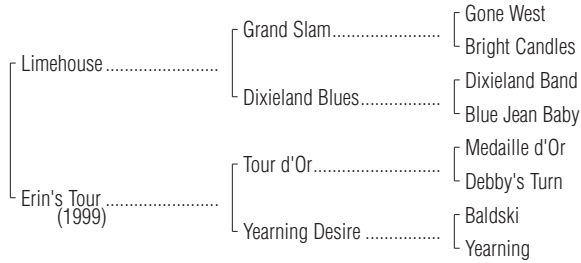 Gone West
Grand Slam
Bright Candles
Limehouse
Dixieland Band
Dixieland Blues
Blue Jean Baby
Medaille d'Or
Tour d'Or
Debby's Turn
Erin's Tour
(1999)
Baldski
Yearning Desire
Yearning